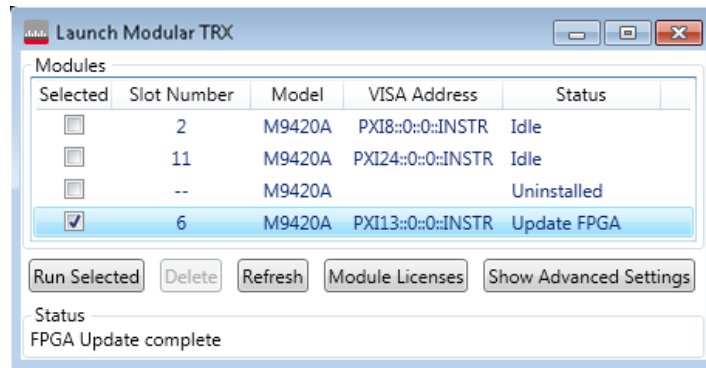 Launch Modular TRX
Modules
Selected Slot Number Model VISA Address Status
2 M9420A PXI8::0::0::INSTR Idle
11 M9420A PXI24::0::0::INSTR Idle
-- M9420A Uninstalled
6 M9420A PXI13::0::0::INSTR Update FPGA
Run Selected Delete Refresh Module Licenses Show Advanced Settings
Status
FPGA Update complete